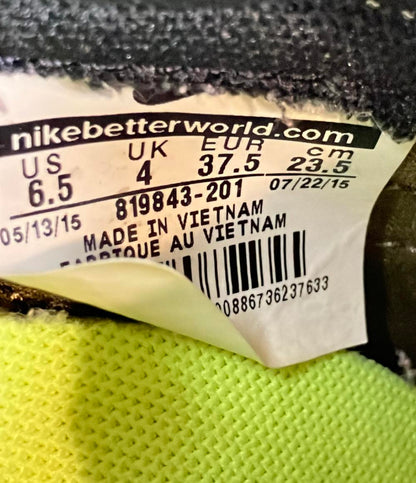 nikebetterworld.com
US UK EUR cm
6.5 4 37.5 23.5
05/13/15 819843-201 07/22/15
MADE IN VIETNAM
FABRIQUE AU VIETNAM
00886736237633